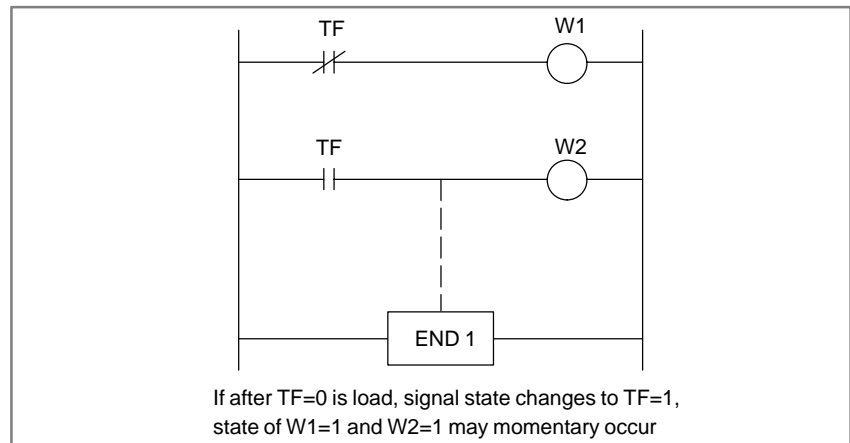 TF
W1
TF
W2
END 1
If after TF=0 is load, signal state changes to TF=1,
state of W1=1 and W2=1 may momentary occur